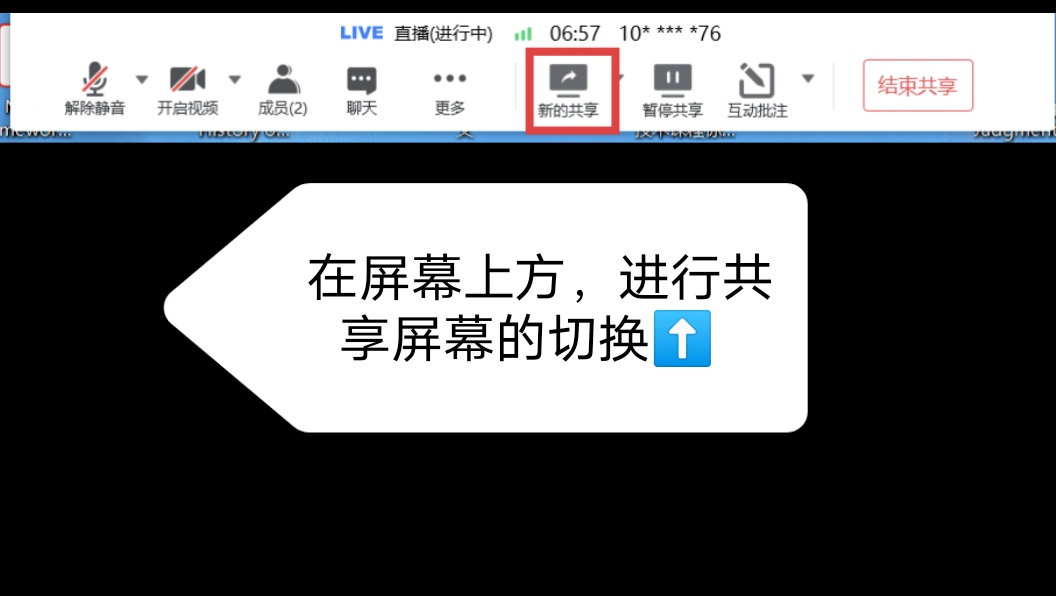 LIVE 直播(进行中) 06:57 10* *** *76
解除静音 开启视频 成员(2) 聊天 更多 新的共享 暂停共享 互动批注 结束共享
在屏幕上方，进行共
享屏幕的切换⬆️